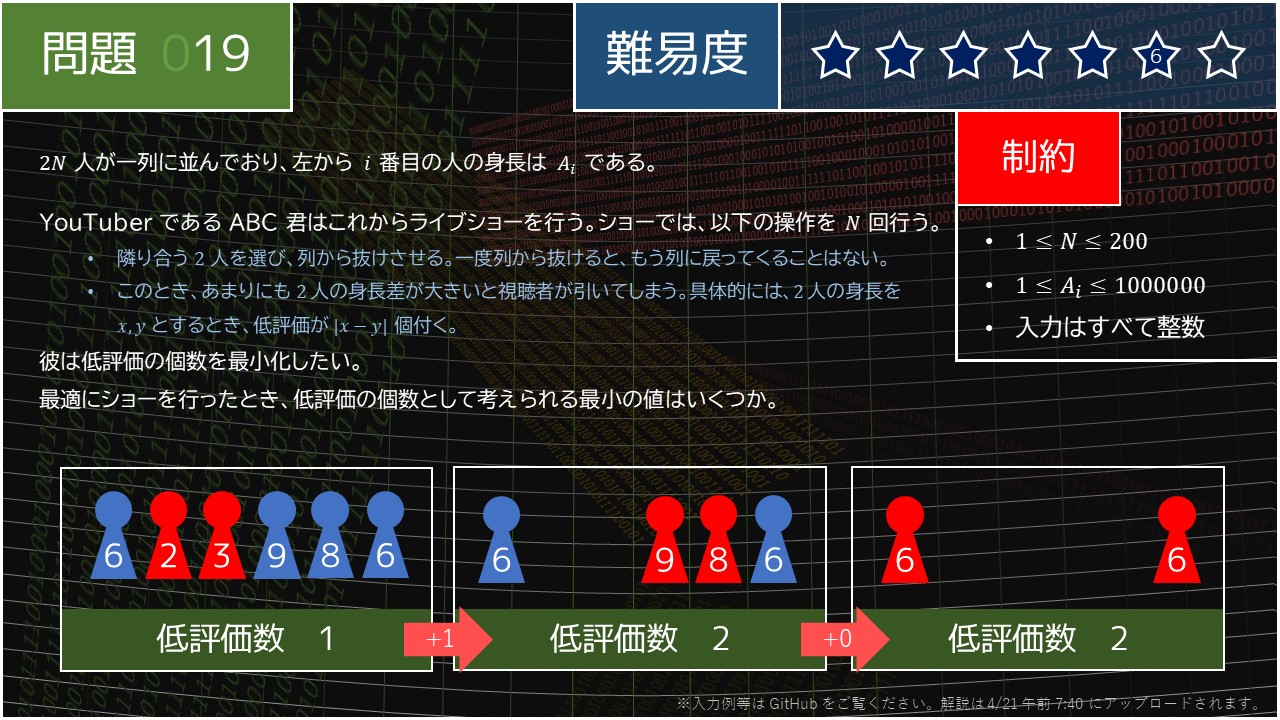 問題 019
難易度
6
制約
2N 人が一列に並んでおり、左から i 番目の人の身長は A_i である。
YouTuber である ABC 君はこれからライブショーを行う。ショーでは、以下の操作を N 回行う。
• 隣り合う 2 人を選び、列から抜けさせる。一度列から抜けると、もう列に戻ってくることはない。
• このとき、あまりにも 2 人の身長差が大きいと視聴者が引いてしまう。具体的には、2 人の身長を
x, y とするとき、低評価が |x − y| 個付く。
彼は低評価の個数を最小化したい。
最適にショーを行ったとき、低評価の個数として考えられる最小の値はいくつか。
• 1 ≤ N ≤ 200
• 1 ≤ A_i ≤ 1000000
• 入力はすべて整数
6 2 3 9 8 6
低評価数 1
+1
6 9 8 6
低評価数 2
+0
6 6
低評価数 2
※入力例等は GitHub をご覧ください。解説は 4/21 午前 7:40 にアップロードされます。